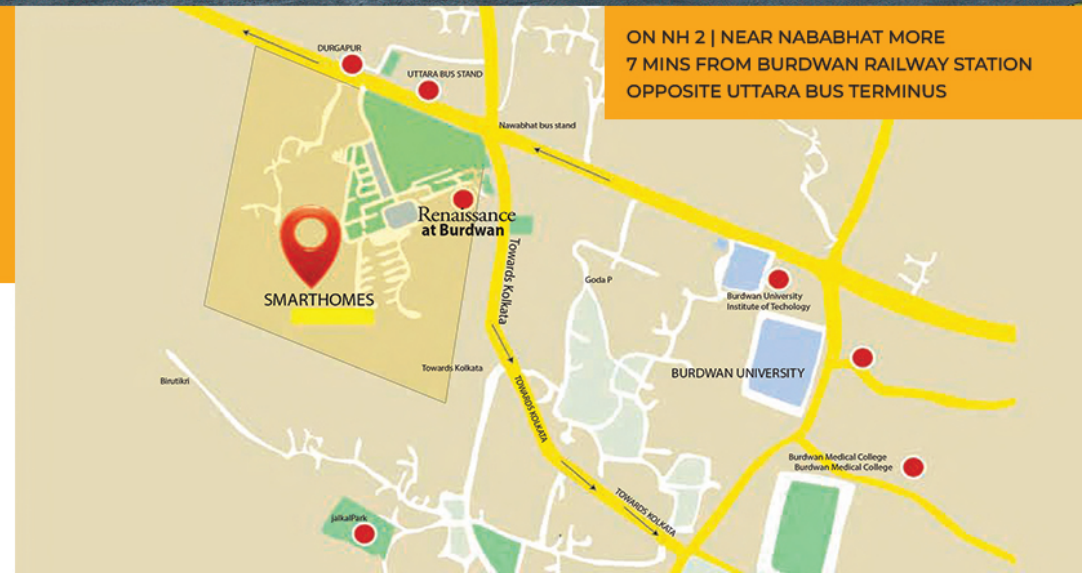 ON NH 2 | NEAR NABABHAT MORE
7 MINS FROM BURDWAN RAILWAY STATION
OPPOSITE UTTARA BUS TERMINUS
DURGAPUR
UTTARA BUS STAND
Nawabhat bus stand
Renaissance
at Burdwan
Towards Kolkata
SMARTHOMES
Goda P
Burdwan University
Institute of Techology
Towards Kolkata
BURDWAN UNIVERSITY
Birutikri
TOWARDS KOLKATA
Burdwan Medical College
Burdwan Medical College
TOWARDS KOLKATA
JalkalPark